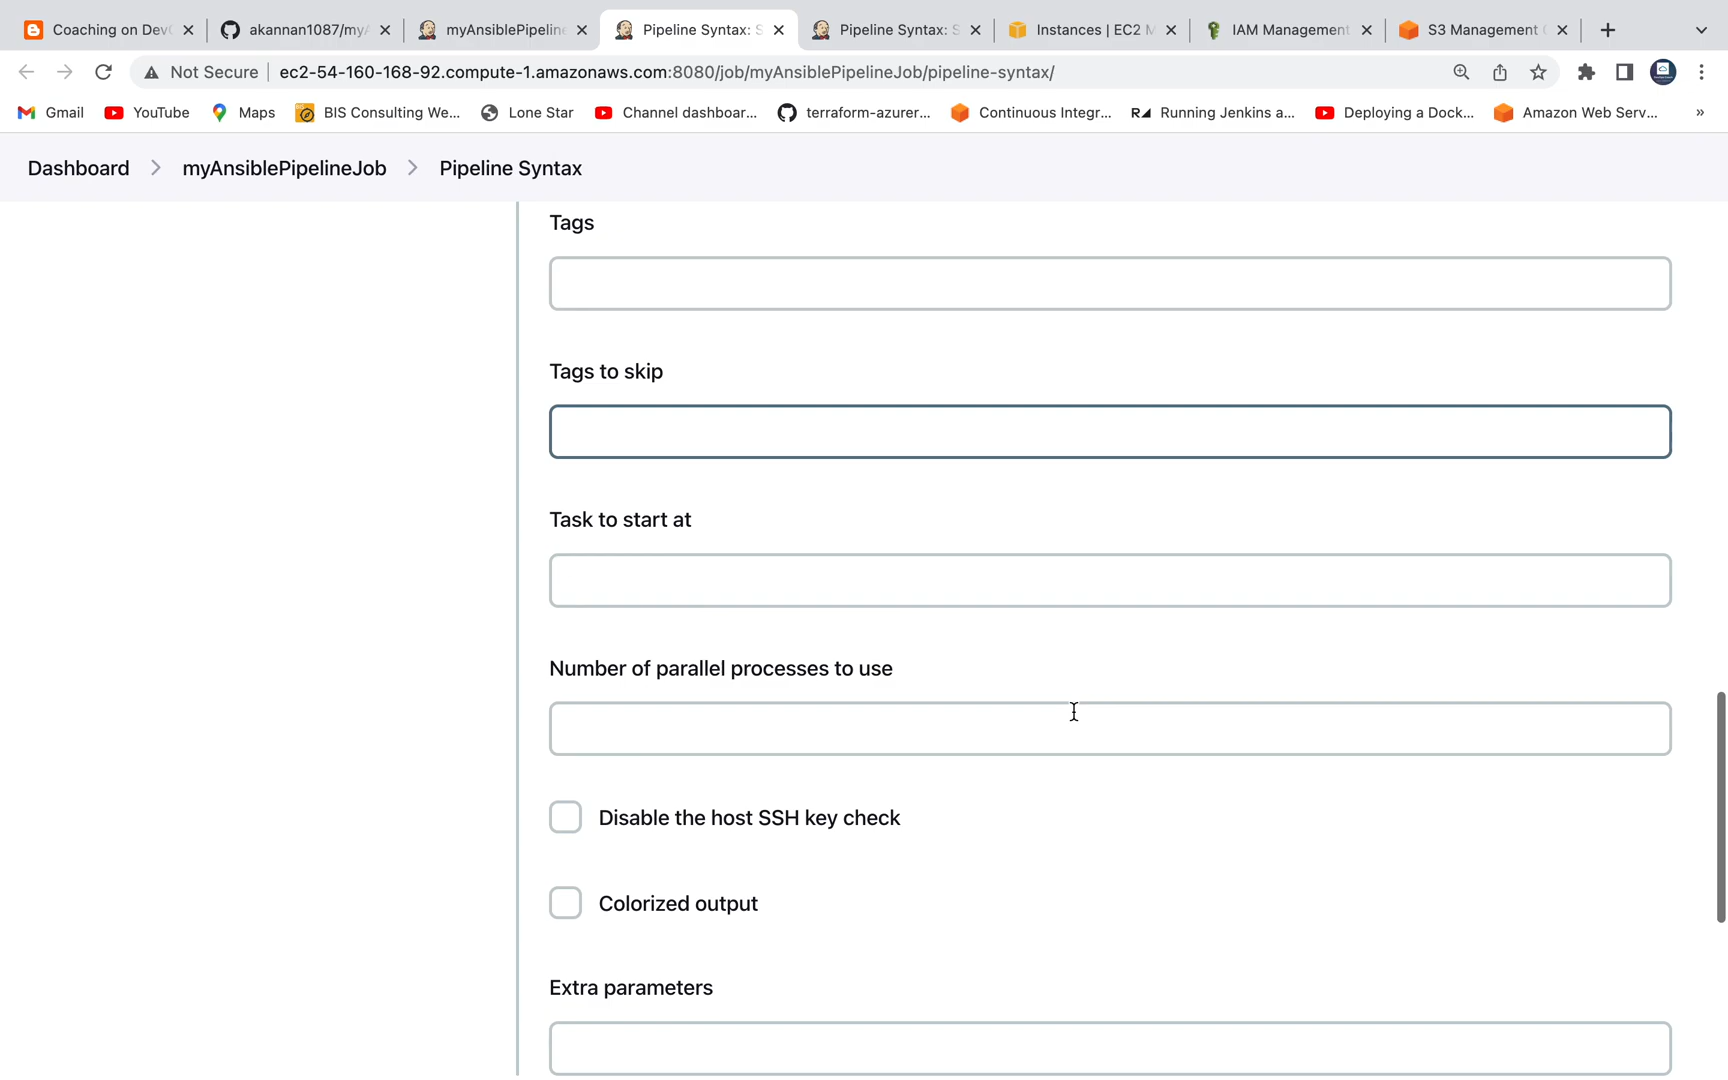 Coaching on Dev
akannan1087/my
myAnsiblePipeline
Pipeline Syntax: S
Pipeline Syntax: S
Instances | EC2 M
IAM Management
S3 Management
Not Secure
ec2-54-160-168-92.compute-1.amazonaws.com:8080/job/myAnsiblePipelineJob/pipeline-syntax/
Gmail
YouTube
Maps
BIS Consulting We...
Lone Star
Channel dashboar...
terraform-azurer...
Continuous Integr...
Running Jenkins a...
Deploying a Dock...
Amazon Web Serv...
»
Dashboard
myAnsiblePipelineJob
Pipeline Syntax
Tags
Tags to skip
Task to start at
Number of parallel processes to use
Disable the host SSH key check
Colorized output
Extra parameters